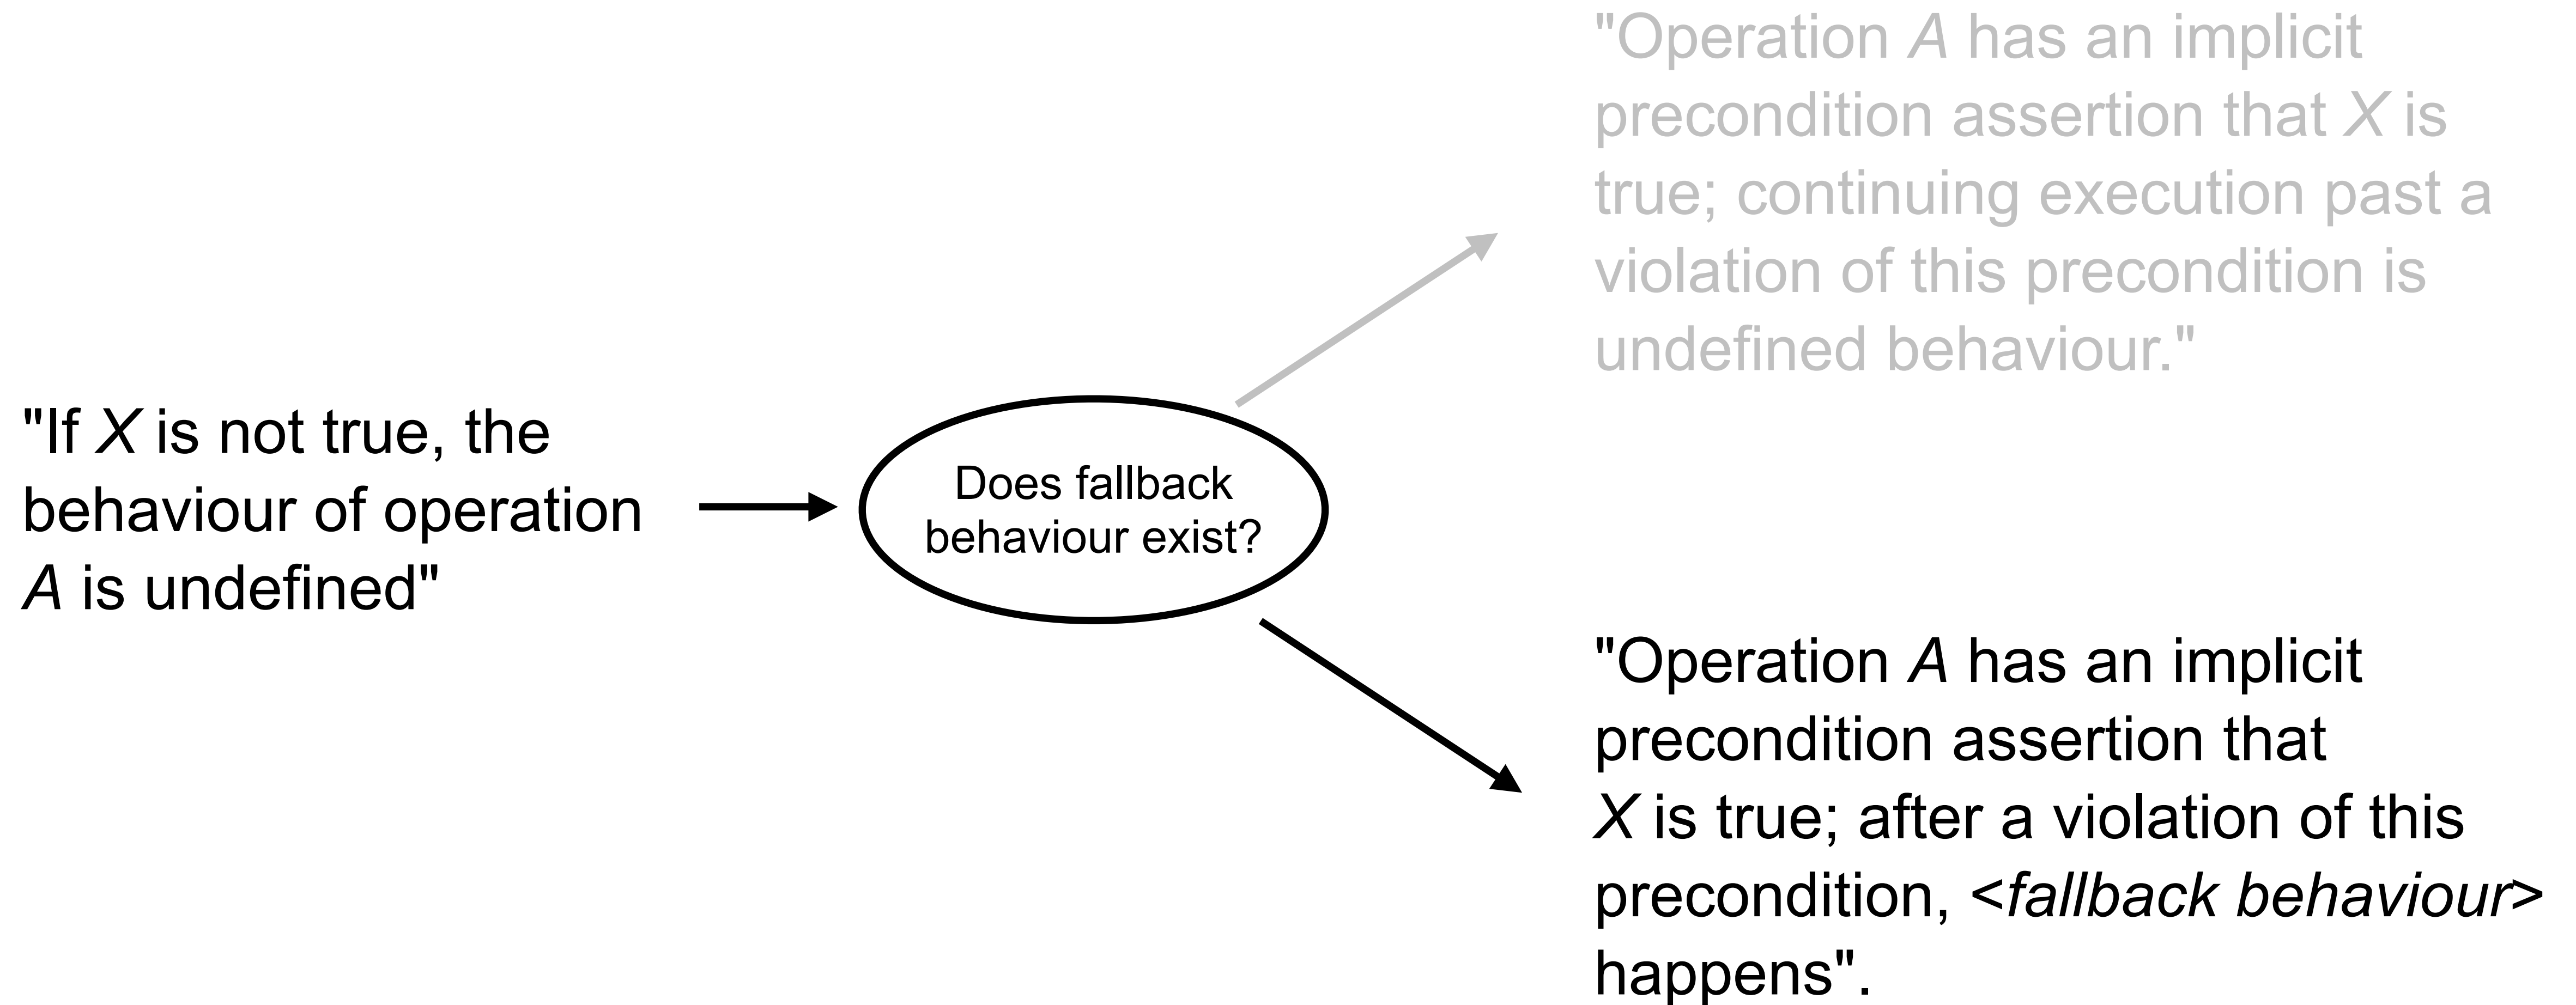 "If X is not true, the
behaviour of operation
A is undefined"
Does fallback
behaviour exist?
"Operation A has an implicit
precondition assertion that X is
true; continuing execution past a
violation of this precondition is
undefined behaviour."
"Operation A has an implicit
precondition assertion that
X is true; after a violation of this
precondition, <fallback behaviour>
happens".